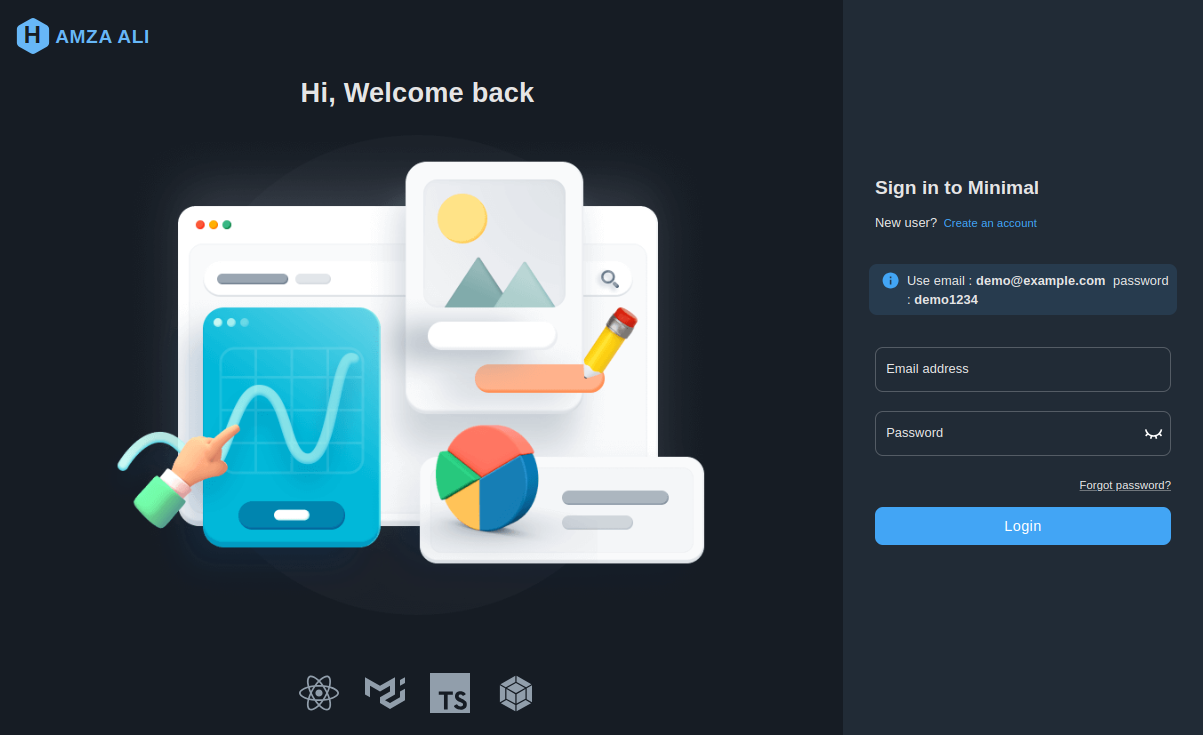 H AMZA ALI
Hi, Welcome back
Sign in to Minimal
New user? Create an account
Use email : demo@example.com password
: demo1234
Email address
Password
Forgot password?
Login
TS